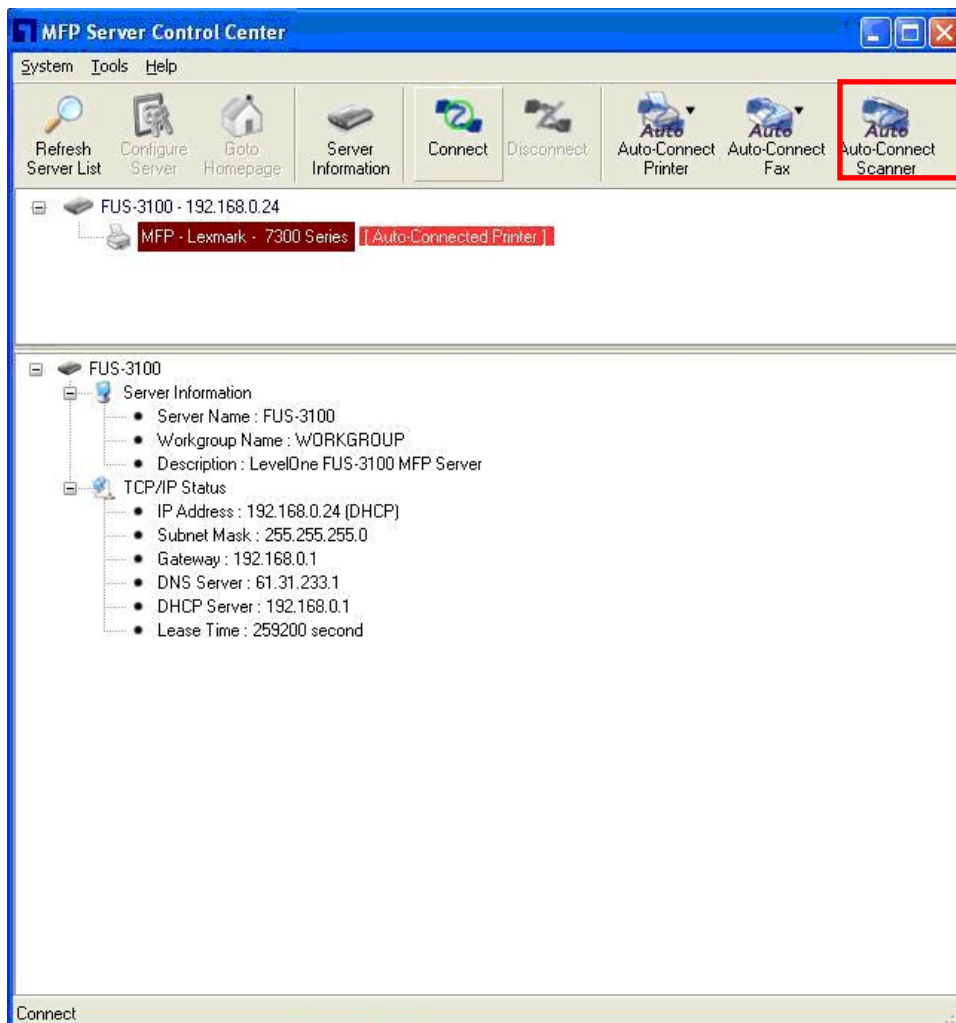 MFP Server Control Center
System Tools Help
Refresh Server List
Configure Server
Goto Homepage
Server Information
Connect
Disconnect
Auto
Auto-Connect Printer
Auto
Auto-Connect Fax
Auto
Auto-Connect Scanner
FUS-3100 - 192.168.0.24
MFP - Lexmark - 7300 Series [ Auto-Connected Printer ]
FUS-3100
Server Information
Server Name : FUS-3100
Workgroup Name : WORKGROUP
Description : LevelOne FUS-3100 MFP Server
TCP/IP Status
IP Address : 192.168.0.24 (DHCP)
Subnet Mask : 255.255.255.0
Gateway : 192.168.0.1
DNS Server : 61.31.233.1
DHCP Server : 192.168.0.1
Lease Time : 259200 second
Connect